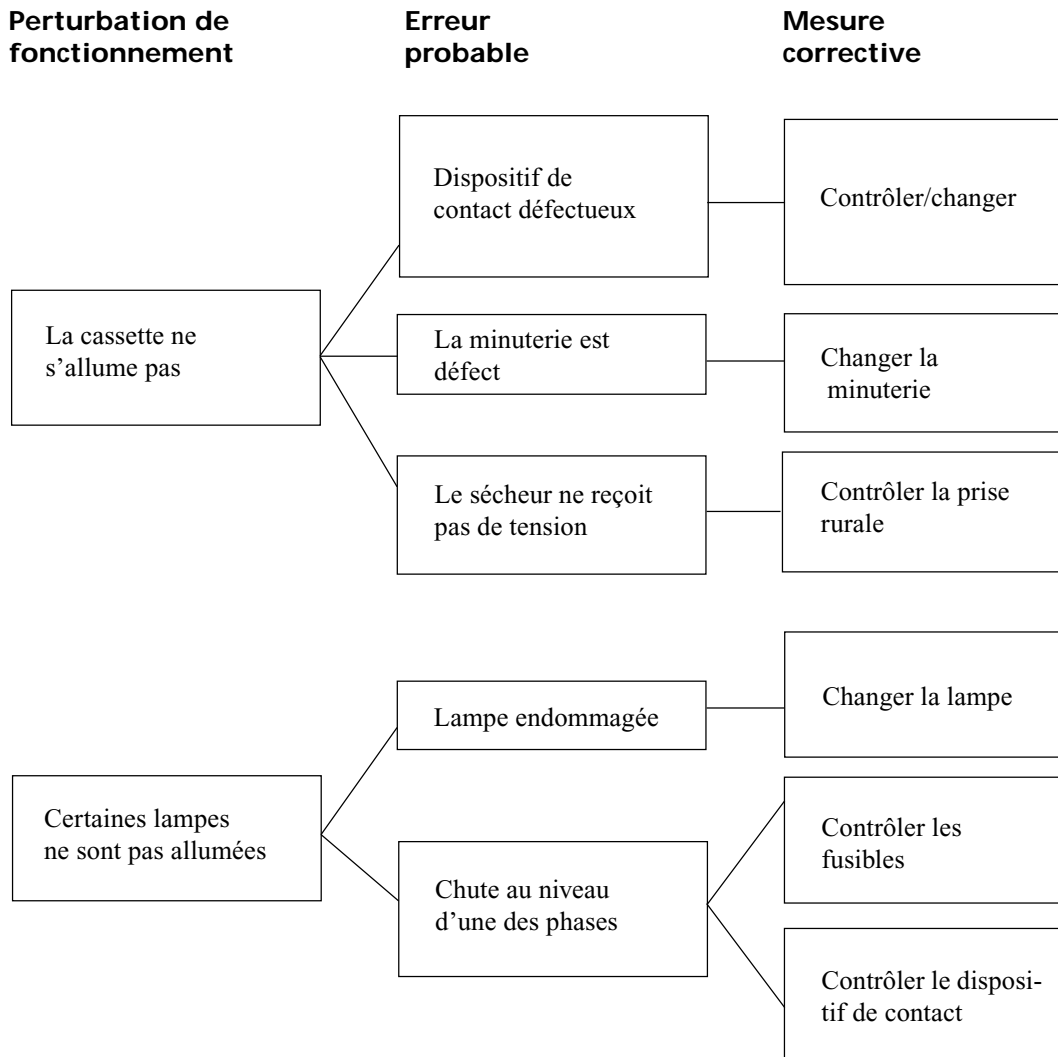 Perturbation de
fonctionnement
Erreur
probable
Mesure
corrective
La cassette ne
s’allume pas
Dispositif de
contact défectueux
Contrôler/changer
La minuterie est
défect
Changer la
minuterie
Le sécheur ne reçoit
pas de tension
Contrôler la prise
rurale
Certaines lampes
ne sont pas allumées
Lampe endommagée
Changer la lampe
Chute au niveau
d’une des phases
Contrôler les
fusibles
Contrôler le disposi-
tif de contact